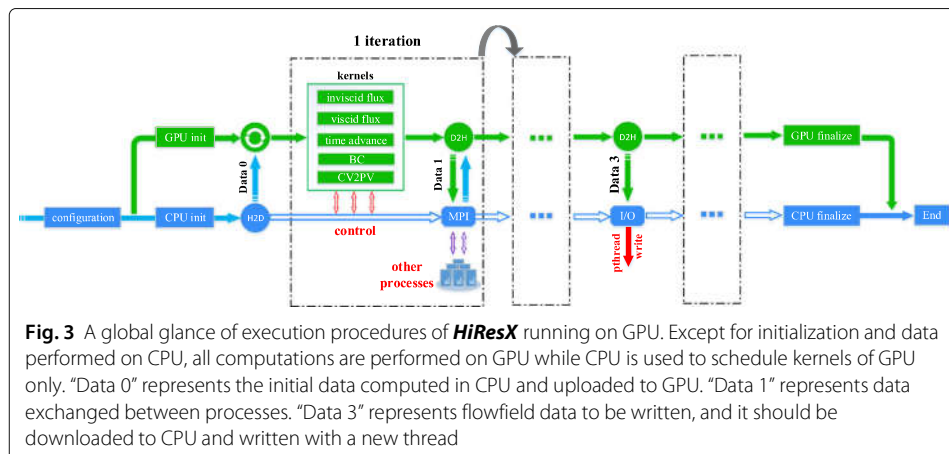 1 iteration
kernels
inviscid flux
viscid flux
time advance
BC
CV2PV
GPU init
D2H
D2H
GPU finalize
Data 0
Data 1
Data 3
configuration
CPU init
H2D
MPI
I/O
CPU finalize
End
control
pthread
write
other
processes
Fig. 3 A global glance of execution procedures of HiResX running on GPU. Except for initialization and data
performed on CPU, all computations are performed on GPU while CPU is used to schedule kernels of GPU
only. “Data 0” represents the initial data computed in CPU and uploaded to GPU. “Data 1” represents data
exchanged between processes. “Data 3” represents flowfield data to be written, and it should be
downloaded to CPU and written with a new thread